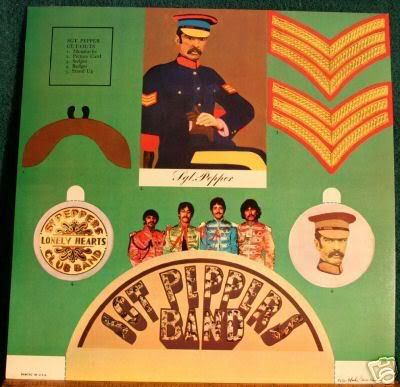 SGT. PEPPER
CUT-OUTS
1. Moustache
2. Picture Card
3. Stripes
4. Badges
5. Stand Up
Sgt. Pepper
SGT. PEPPER'S
LONELY HEARTS
CLUB BAND
SGT PEPPER
BAND